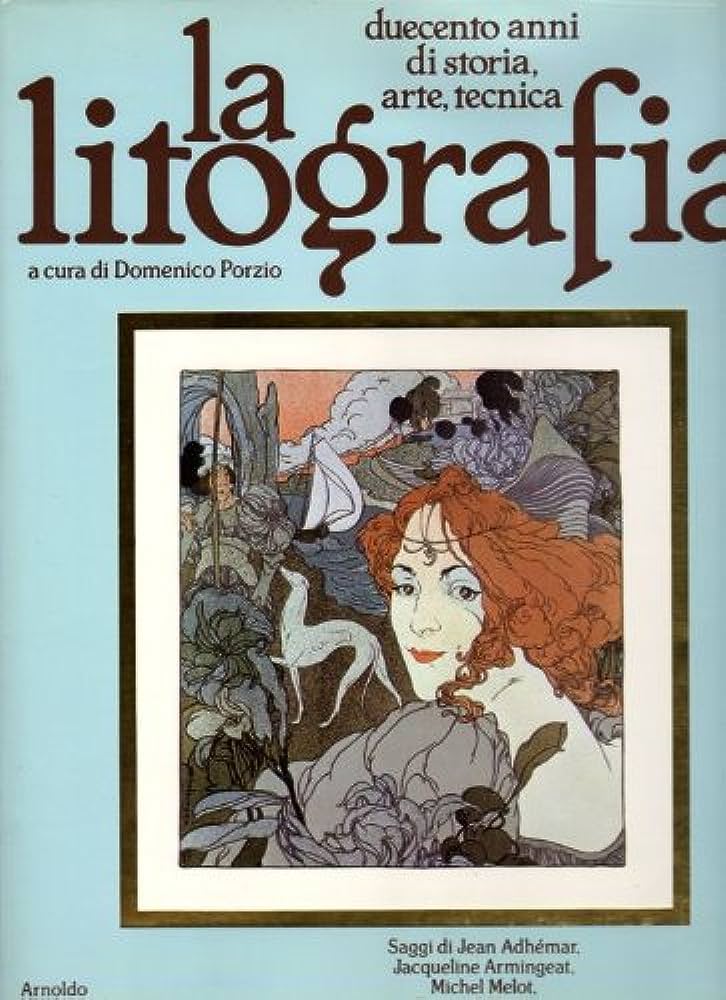 duecento anni
di storia,
arte, tecnica
la
litografia
a cura di Domenico Porzio
Saggi di Jean Adhémar,
Jacqueline Armingeat,
Michel Melot,
Arnoldo